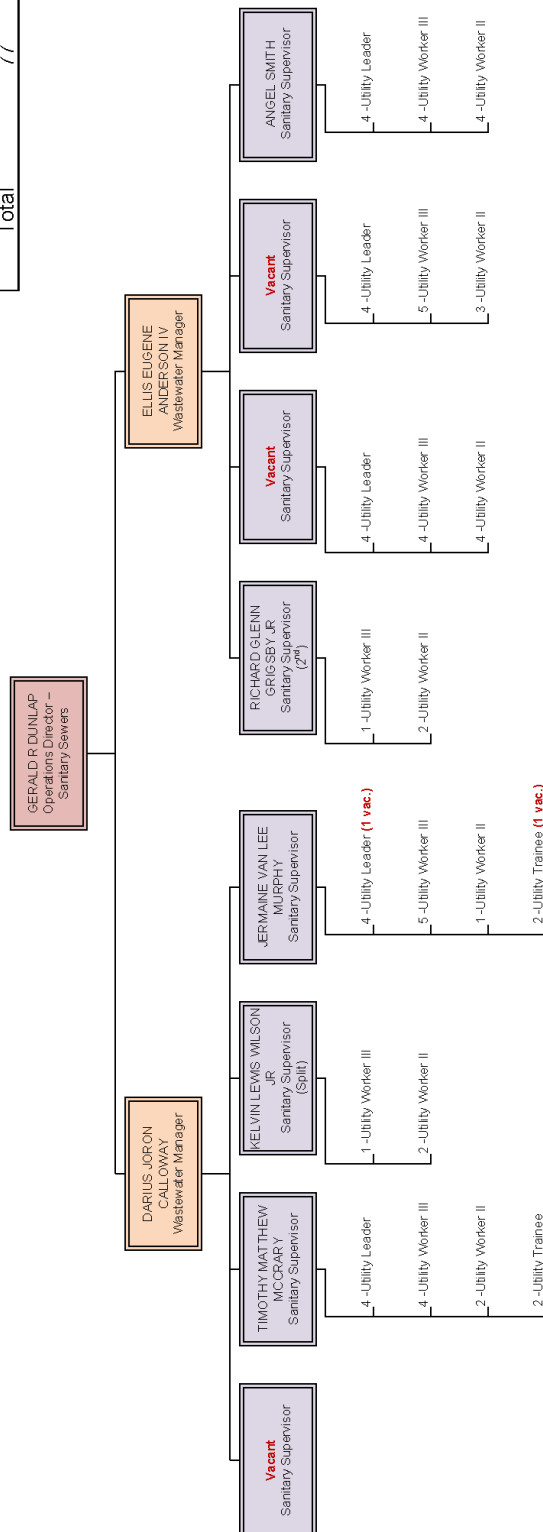 Total 77
GERALD R DUNLAP
Operations Director –
Sanitary Sewers
DARIUS JORON
CALLOWAY
Wastewater Manager
ELLIS EUGENE
ANDERSON IV
Wastewater Manager
Vacant
Sanitary Supervisor
TIMOTHY MATTHEW
MCCRARY
Sanitary Supervisor
4 -Utility Leader
4 -Utility Worker III
2 -Utility Worker II
2 -Utility Trainee
KELVIN LEWIS WILSON
JR
Sanitary Supervisor
(Split)
1 -Utility Worker III
2 -Utility Worker II
JERMAINE VAN LEE
MURPHY
Sanitary Supervisor
4 -Utility Leader (1 vac.)
5 -Utility Worker III
1 -Utility Worker II
2 -Utility Trainee (1 vac.)
RICHARD GLENN
GRIGSBY JR
Sanitary Supervisor
(2nd)
1 -Utility Worker III
2 -Utility Worker II
Vacant
Sanitary Supervisor
4 -Utility Leader
4 -Utility Worker III
4 -Utility Worker II
Vacant
Sanitary Supervisor
4 -Utility Leader
5 -Utility Worker III
3 -Utility Worker II
ANGEL SMITH
Sanitary Supervisor
4 -Utility Leader
4 -Utility Worker III
4 -Utility Worker II